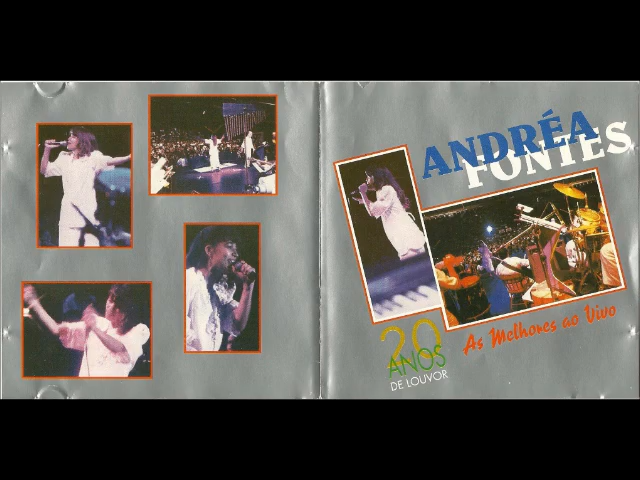 ANDRÉA
FONTES
As Melhores ao Vivo
20
ANOS
DE LOUVOR